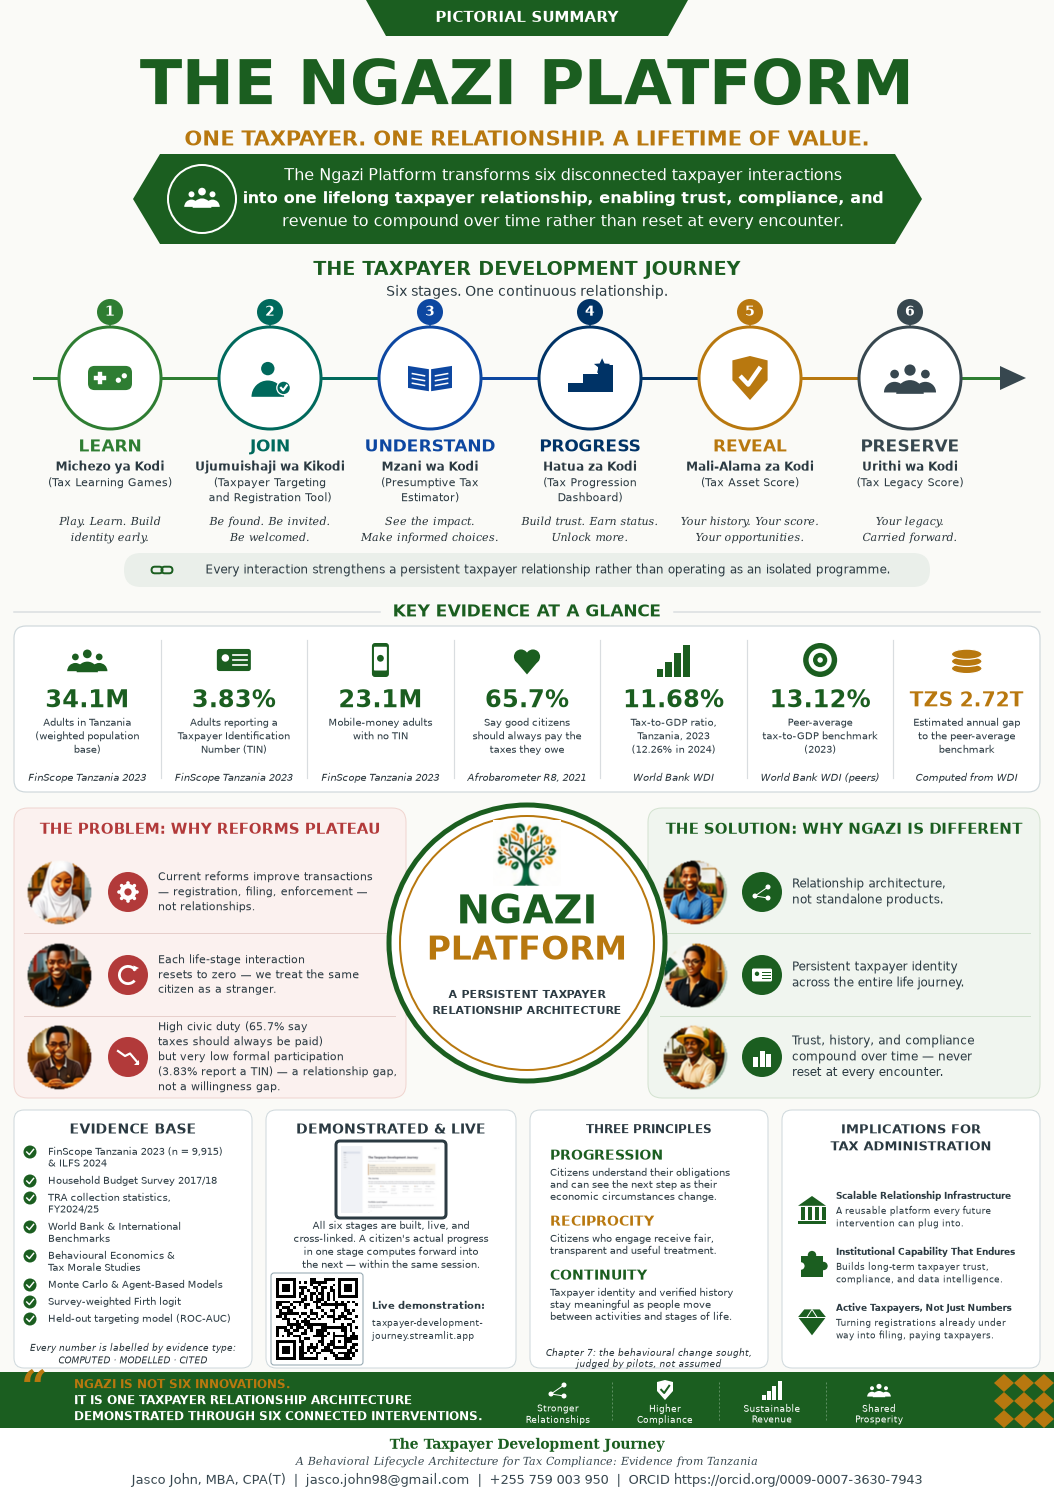 PICTORIAL SUMMARY
THE NGAZI PLATFORM
ONE TAXPAYER. ONE RELATIONSHIP. A LIFETIME OF VALUE.
The Ngazi Platform transforms six disconnected taxpayer interactions
into one lifelong taxpayer relationship, enabling trust, compliance, and
revenue to compound over time rather than reset at every encounter.
THE TAXPAYER DEVELOPMENT JOURNEY
Six stages. One continuous relationship.
1
LEARN
Michezo ya Kodi
(Tax Learning Games)
Play. Learn. Build
identity early.
2
JOIN
Ujumuishaji wa Kikodi
(Taxpayer Targeting
and Registration Tool)
Be found. Be invited.
Be welcomed.
3
UNDERSTAND
Mzani wa Kodi
(Presumptive Tax
Estimator)
See the impact.
Make informed choices.
4
PROGRESS
Hatua za Kodi
(Tax Progression
Dashboard)
Build trust. Earn status.
Unlock more.
5
REVEAL
Mali-Alama za Kodi
(Tax Asset Score)
Your history. Your score.
Your opportunities.
6
PRESERVE
Urithi wa Kodi
(Tax Legacy Score)
Your legacy.
Carried forward.
Every interaction strengthens a persistent taxpayer relationship rather than operating as an isolated programme.
KEY EVIDENCE AT A GLANCE
34.1M
Adults in Tanzania
(weighted population
base)
FinScope Tanzania 2023
3.83%
Adults reporting a
Taxpayer Identification
Number (TIN)
FinScope Tanzania 2023
23.1M
Mobile-money adults
with no TIN
FinScope Tanzania 2023
65.7%
Say good citizens
should always pay the
taxes they owe
Afrobarometer R8, 2021
11.68%
Tax-to-GDP ratio,
Tanzania, 2023
(12.26% in 2024)
World Bank WDI
13.12%
Peer-average
tax-to-GDP benchmark
(2023)
World Bank WDI (peers)
TZS 2.72T
Estimated annual gap
to the peer-average
benchmark
Computed from WDI
THE PROBLEM: WHY REFORMS PLATEAU
Current reforms improve transactions
— registration, filing, enforcement —
not relationships.
Each life-stage interaction
resets to zero — we treat the same
citizen as a stranger.
High civic duty (65.7% say
taxes should always be paid)
but very low formal participation
(3.83% report a TIN) — a relationship gap,
not a willingness gap.
NGAZI
PLATFORM
A PERSISTENT TAXPAYER
RELATIONSHIP ARCHITECTURE
THE SOLUTION: WHY NGAZI IS DIFFERENT
Relationship architecture,
not standalone products.
Persistent taxpayer identity
across the entire life journey.
Trust, history, and compliance
compound over time — never
reset at every encounter.
EVIDENCE BASE
FinScope Tanzania 2023 (n = 9,915)
& ILFS 2024
Household Budget Survey 2017/18
TRA collection statistics,
FY2024/25
World Bank & International
Benchmarks
Behavioural Economics &
Tax Morale Studies
Monte Carlo & Agent-Based Models
Survey-weighted Firth logit
Held-out targeting model (ROC-AUC)
Every number is labelled by evidence type:
COMPUTED · MODELLED · CITED
DEMONSTRATED & LIVE
The Taxpayer Development Journey
All six stages are built, live, and
cross-linked. A citizen's actual progress
in one stage computes forward into
the next — within the same session.
Live demonstration:
taxpayer-development-
journey.streamlit.app
THREE PRINCIPLES
PROGRESSION
Citizens understand their obligations
and can see the next step as their
economic circumstances change.
RECIPROCITY
Citizens who engage receive fair,
transparent and useful treatment.
CONTINUITY
Taxpayer identity and verified history
stay meaningful as people move
between activities and stages of life.
Chapter 7: the behavioural change sought,
judged by pilots, not assumed
IMPLICATIONS FOR
TAX ADMINISTRATION
Scalable Relationship Infrastructure
A reusable platform every future
intervention can plug into.
Institutional Capability That Endures
Builds long-term taxpayer trust,
compliance, and data intelligence.
Active Taxpayers, Not Just Numbers
Turning registrations already under
way into filing, paying taxpayers.
“
NGAZI IS NOT SIX INNOVATIONS.
IT IS ONE TAXPAYER RELATIONSHIP ARCHITECTURE
DEMONSTRATED THROUGH SIX CONNECTED INTERVENTIONS.
Stronger
Relationships
Higher
Compliance
Sustainable
Revenue
Shared
Prosperity
The Taxpayer Development Journey
A Behavioral Lifecycle Architecture for Tax Compliance: Evidence from Tanzania
Jasco John, MBA, CPA(T) | jasco.john98@gmail.com | +255 759 003 950 | ORCID https://orcid.org/0009-0007-3630-7943